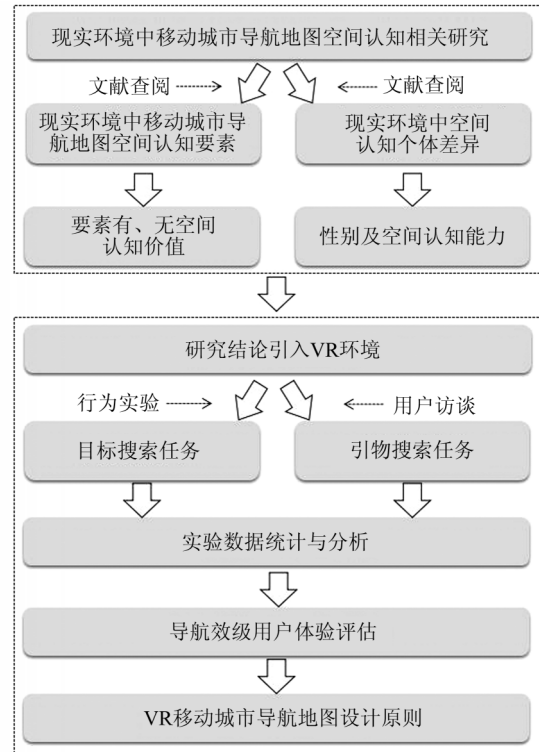 现实环境中移动城市导航地图空间认知相关研究
文献查阅
文献查阅
现实环境中移动城市导
航地图空间认知要素
现实环境中空间
认知个体差异
要素有、无空间
认知价值
性别及空间认知能力
研究结论引入VR环境
行为实验
用户访谈
目标搜索任务
引物搜索任务
实验数据统计与分析
导航效级用户体验评估
VR移动城市导航地图设计原则